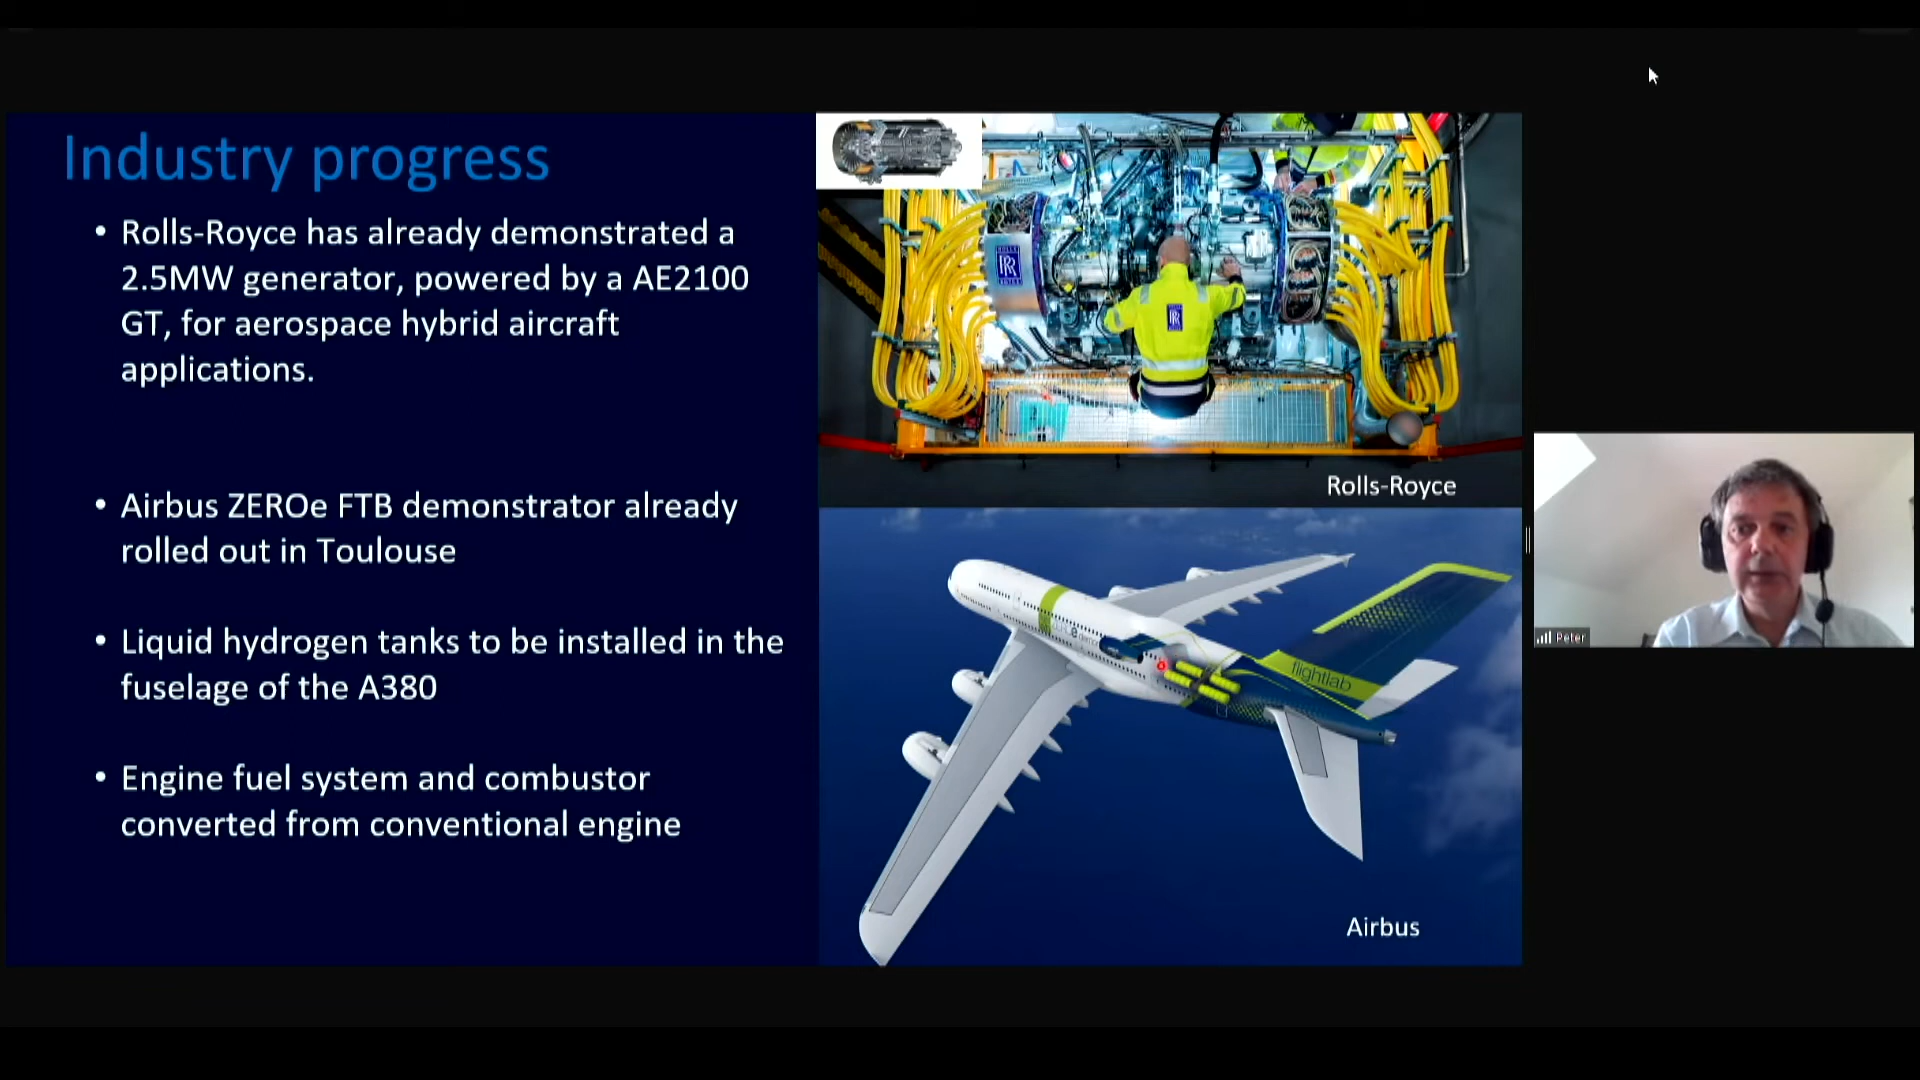 Industry progress
• Rolls-Royce has already demonstrated a
2.5MW generator, powered by a AE2100
GT, for aerospace hybrid aircraft
applications.
• Airbus ZEROe FTB demonstrator already
rolled out in Toulouse
• Liquid hydrogen tanks to be installed in the
fuselage of the A380
• Engine fuel system and combustor
converted from conventional engine
RR
RR
Rolls-Royce
flightlab
Airbus
Peter